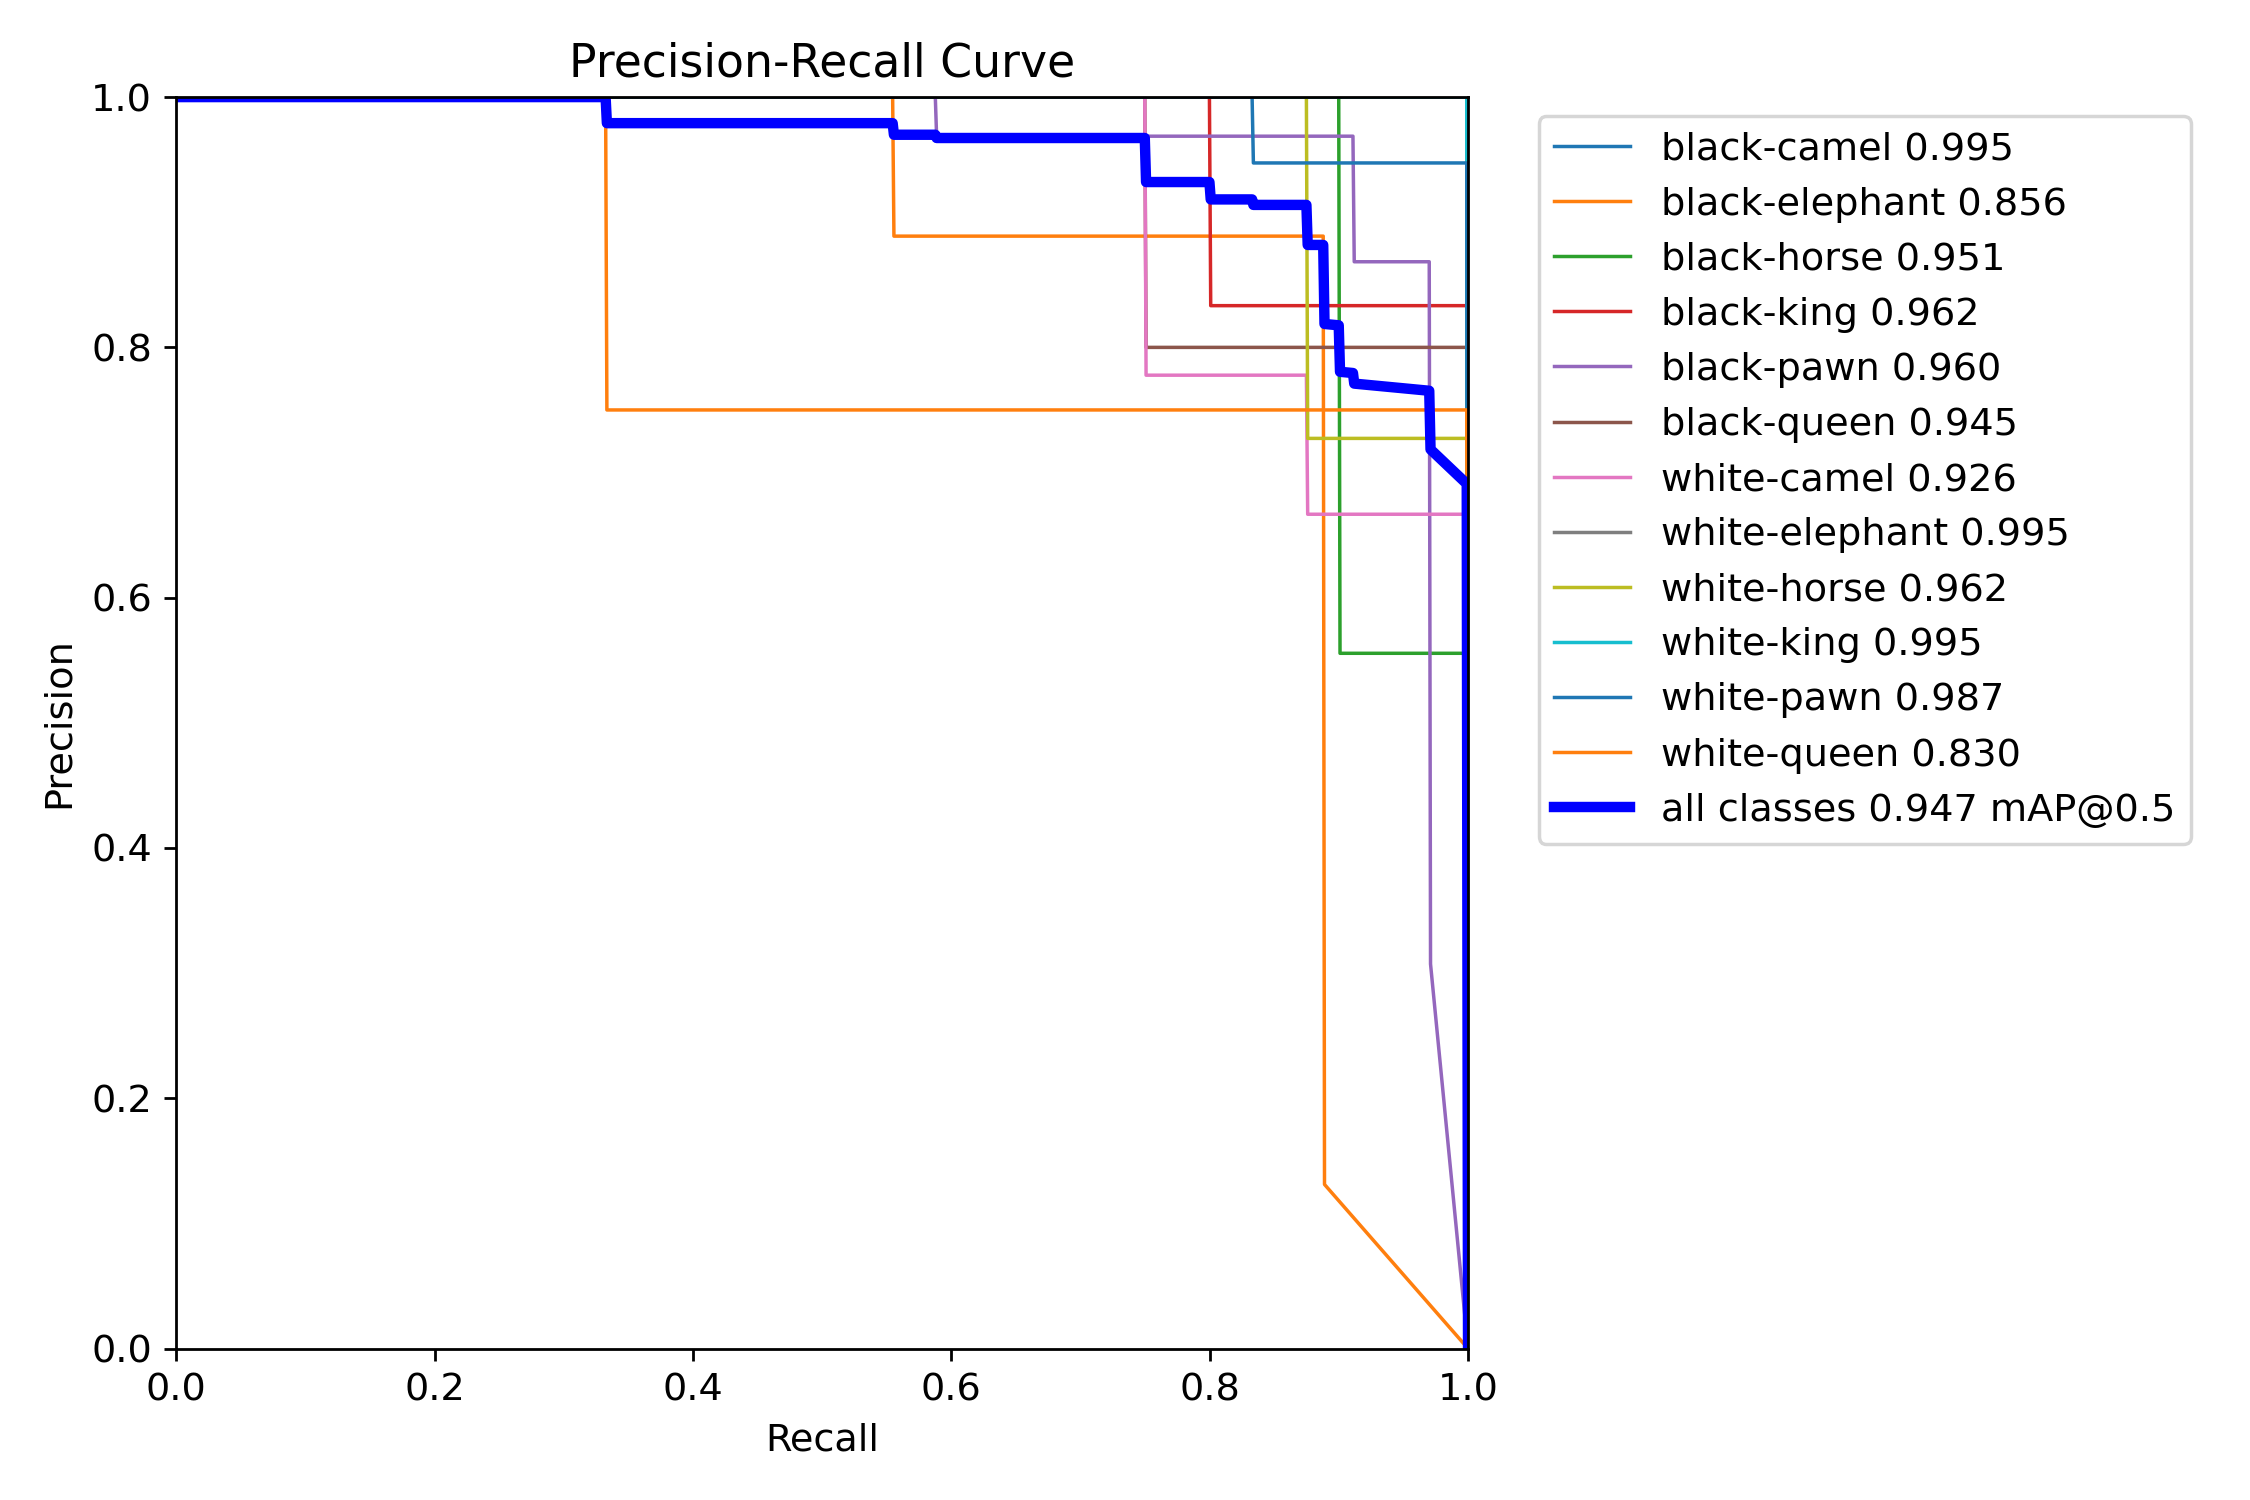 Precision-Recall Curve
1.0
0.8
0.6
0.4
0.2
0.0
Precision
0.0 0.2 0.4 0.6 0.8 1.0
Recall
black-camel 0.995
black-elephant 0.856
black-horse 0.951
black-king 0.962
black-pawn 0.960
black-queen 0.945
white-camel 0.926
white-elephant 0.995
white-horse 0.962
white-king 0.995
white-pawn 0.987
white-queen 0.830
all classes 0.947 mAP@0.5